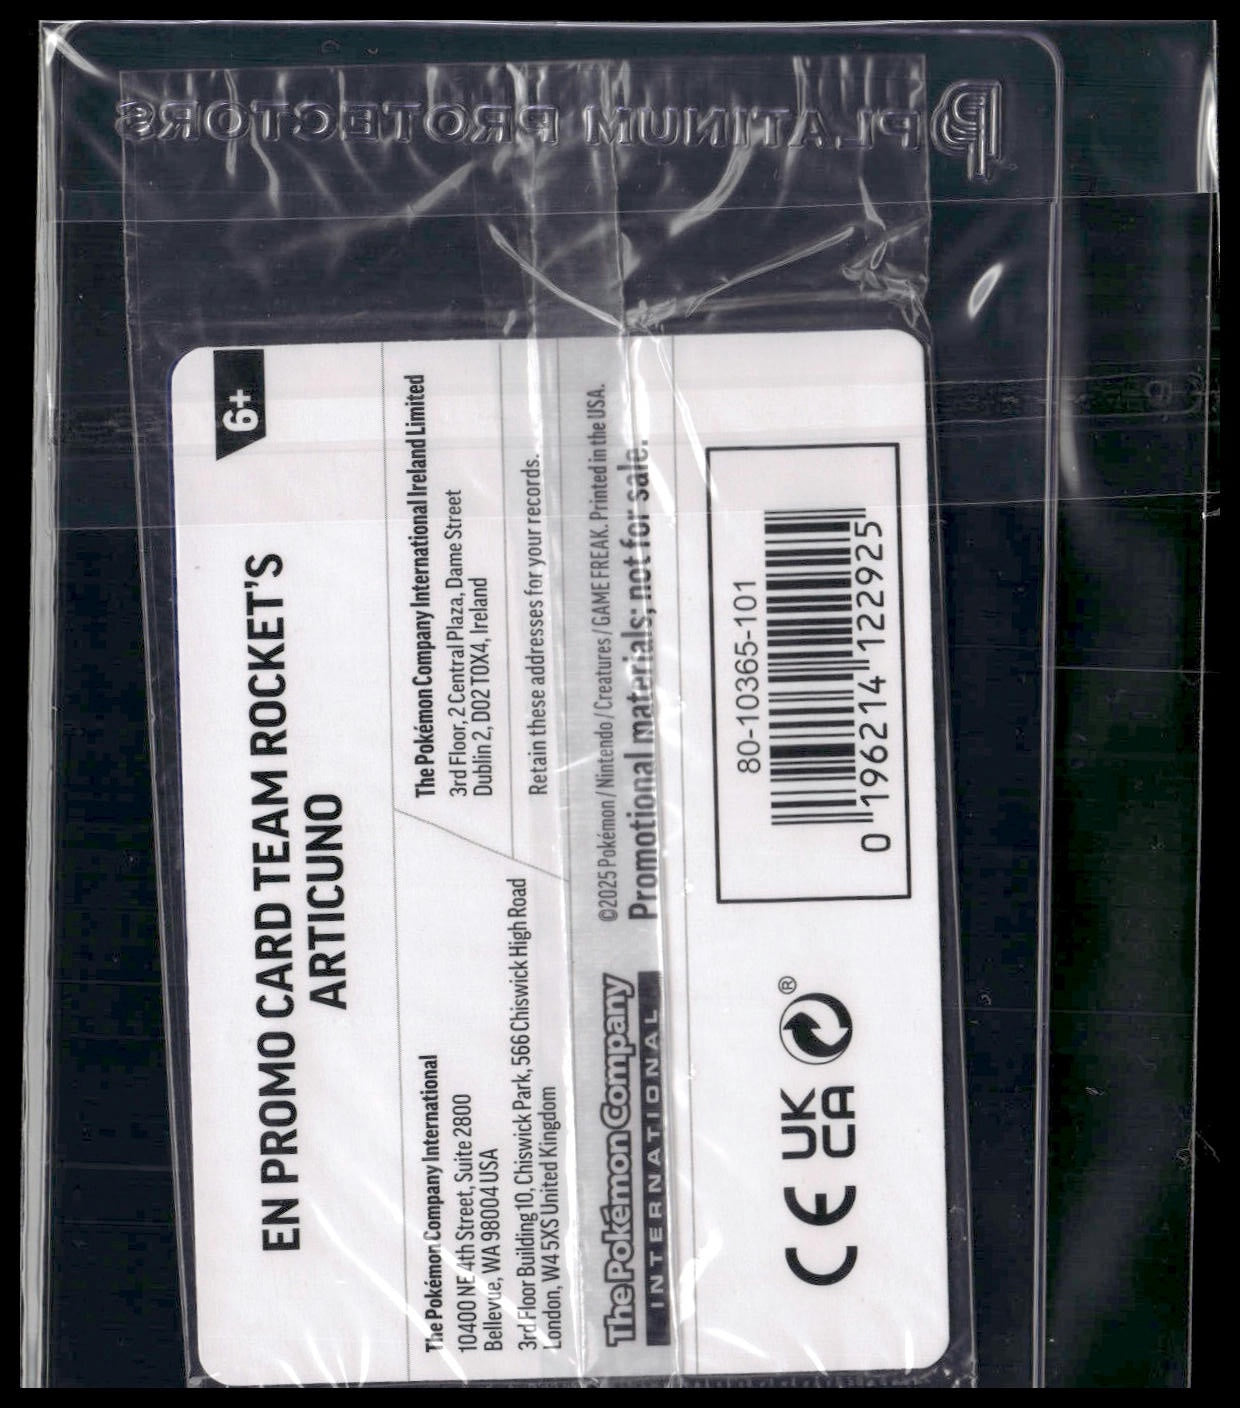 PLATINUM PROTECTORS
6+
EN PROMO CARD TEAM ROCKET'S
ARTICUNO
The Pokémon Company International
10400 NE 4th Street, Suite 2800
Bellevue, WA 98004 USA
3rd Floor Building 10, Chiswick Park, 566 Chiswick High Road
London, W4 5XS United Kingdom
The Pokémon Company International Ireland Limited
3rd Floor, 2 Central Plaza, Dame Street
Dublin 2, D02 T0X4, Ireland
Retain these addresses for your records.
The Pokémon Company
INTERNATIONAL
©2025 Pokémon / Nintendo / Creatures / GAME FREAK. Printed in the USA.
Promotional materials; not for sale.
CE UK
CA ®
80-10365-101
0 196214 122925